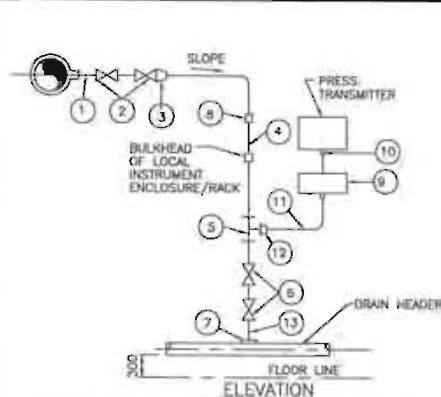 SLOPE
PRESS.
TRANSMITTER
1
2
3
8
4
10
BULKHEAD
OF LOCAL
INSTRUMENT
ENCLOSURE/RACK
9
11
5
12
6
DRAIN HEADER
7
13
300
FLOOR LINE
ELEVATION